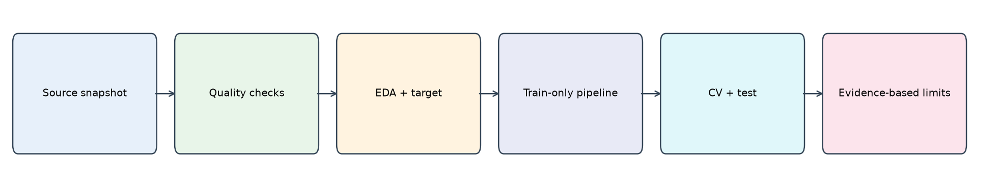 Source snapshot
Quality checks
EDA + target
Train-only pipeline
CV + test
Evidence-based limits